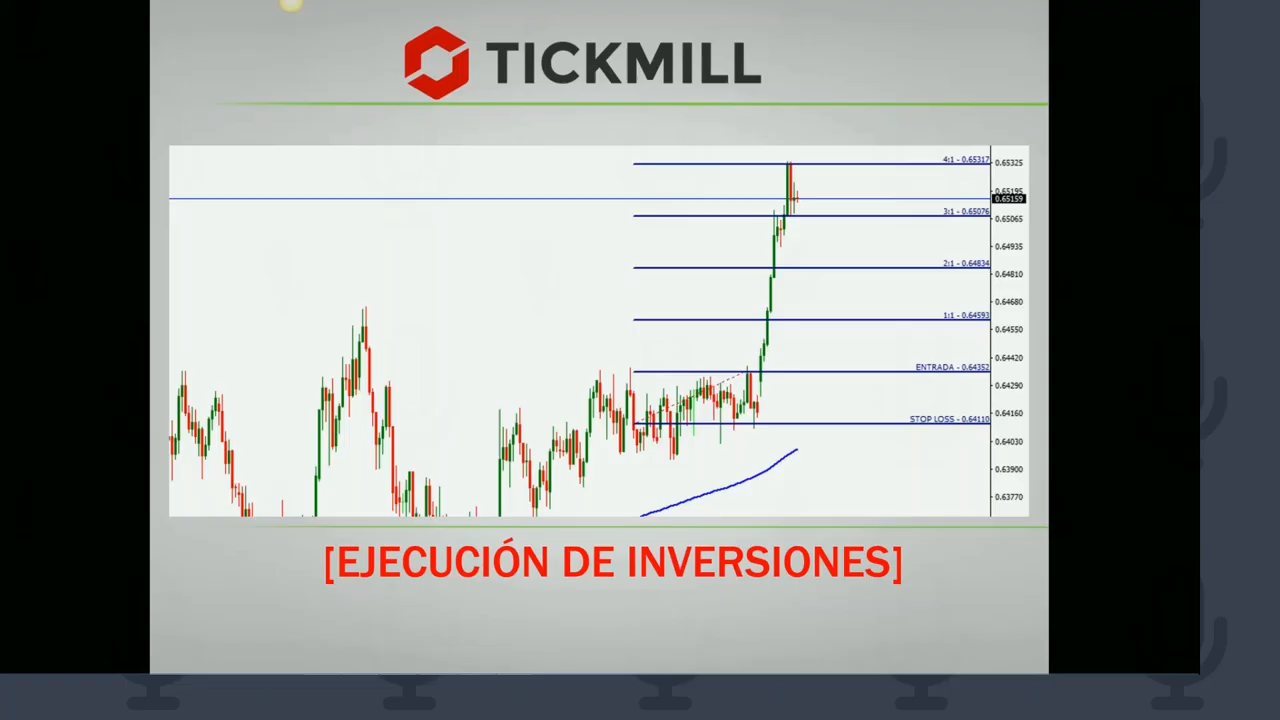 TICKMILL
4:1 - 0.65317
0.65325
0.65195
0.65159
3:1 - 0.65076
0.65065
0.64935
2:1 - 0.64834
0.64810
0.64680
1:1 - 0.64593
0.64550
0.64420
ENTRADA - 0.64352
0.64290
0.64160
STOP LOSS - 0.64110
0.64030
0.63900
0.63770
[EJECUCIÓN DE INVERSIONES]